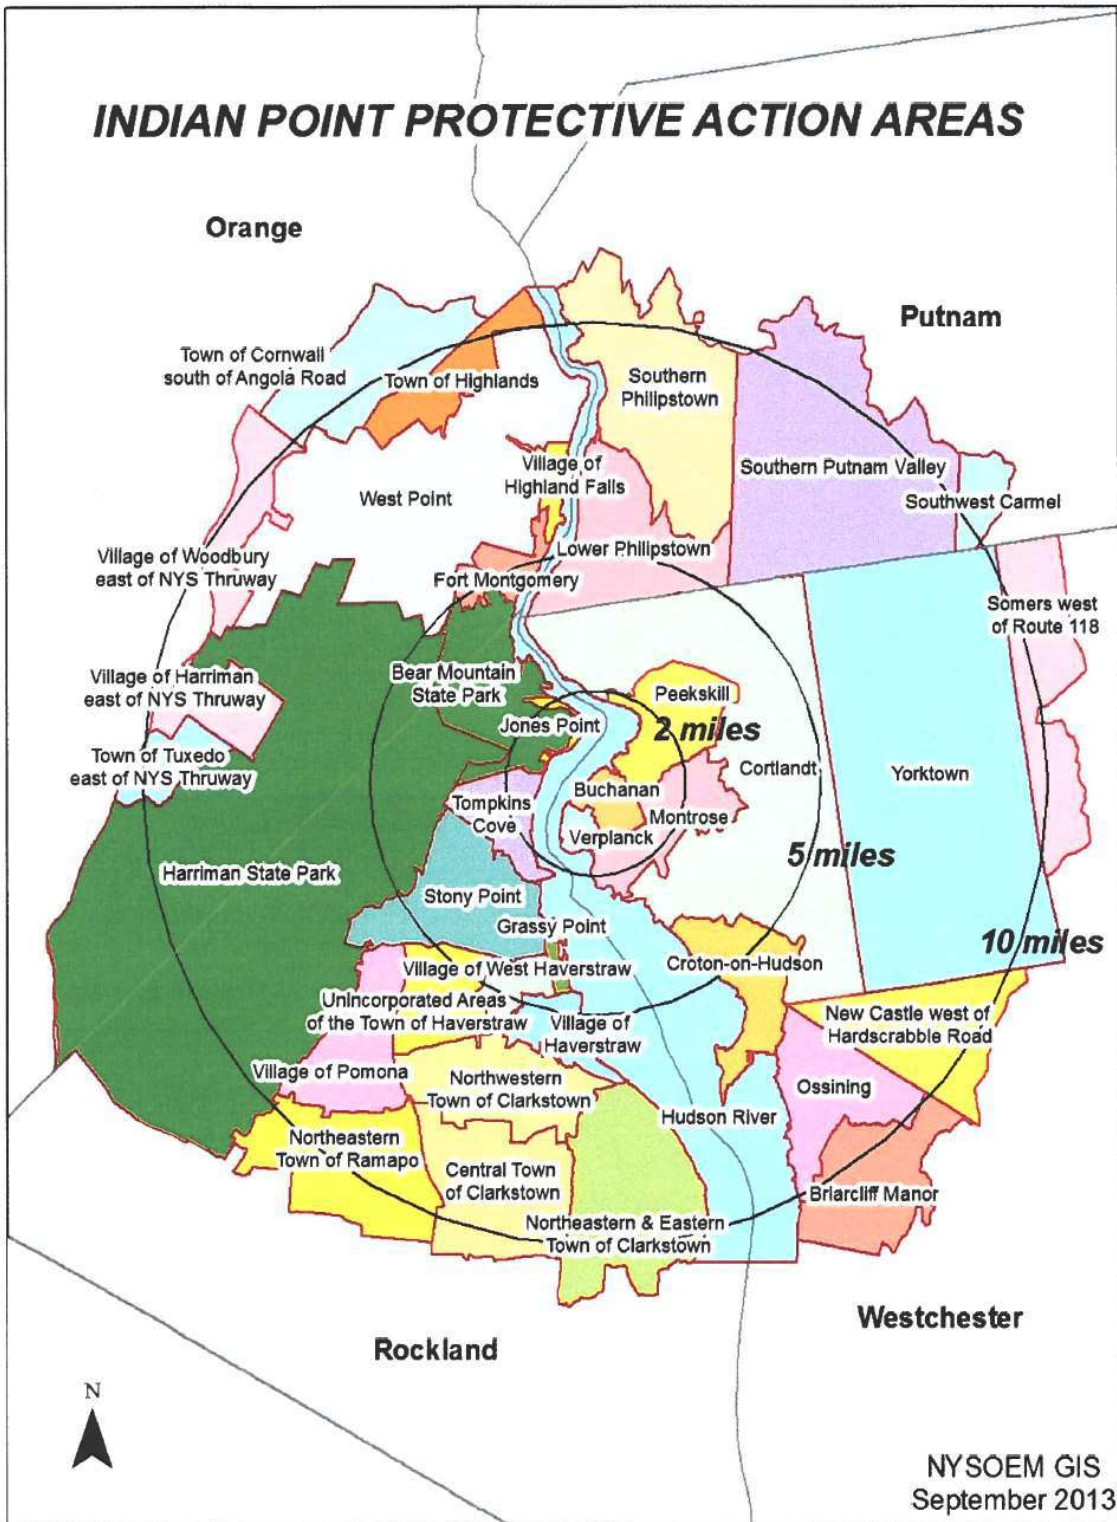 INDIAN POINT PROTECTIVE ACTION AREAS
Orange
Putnam
Town of Cornwall
south of Angola Road
Town of Highlands
Southern
Philipstown
Village of
Highland Falls
Southern Putnam Valley
West Point
Southwest Carmel
Village of Woodbury
east of NYS Thruway
Lower Philipstown
Fort Montgomery
Somers west
of Route 118
Village of Harriman
east of NYS Thruway
Bear Mountain
State Park
Peekskill
Jones Point
2 miles
Town of Tuxedo
east of NYS Thruway
Cortlandt
Yorktown
Buchanan
Tompkins
Cove
Montrose
Verplanck
5 miles
Harriman State Park
Stony Point
Grassy Point
10 miles
Village of West Haverstraw
Croton-on-Hudson
Unincorporated Areas
of the Town of Haverstraw
Village of
Haverstraw
New Castle west of
Hardscrabble Road
Village of Pomona
Northwestern
Town of Clarkstown
Ossining
Hudson River
Northeastern
Town of Ramapo
Central Town
of Clarkstown
Briarcliff Manor
Northeastern & Eastern
Town of Clarkstown
Westchester
Rockland
N
NYSOEM GIS
September 2013